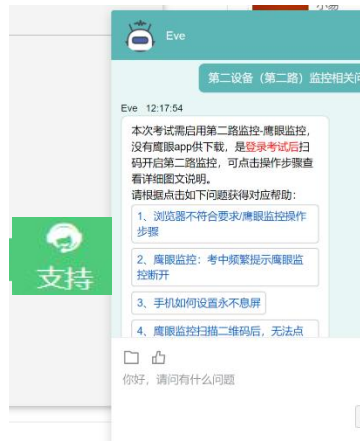 Eve
第二设备（第二路）监控相关问
Eve 12:17:54
本次考试需启用第二路监控-鹰眼监控，
没有鹰眼app供下载，是登录考试后扫
码开启第二路监控，可点击操作步骤查
看详细图文说明。
请根据点击如下问题获得对应帮助：
1、浏览器不符合要求/鹰眼监控操作
步骤
2、鹰眼监控：考中频繁提示鹰眼监
控断开
3、手机如何设置永不息屏
4、鹰眼监控扫描二维码后，无法点
支持
你好，请问有什么问题